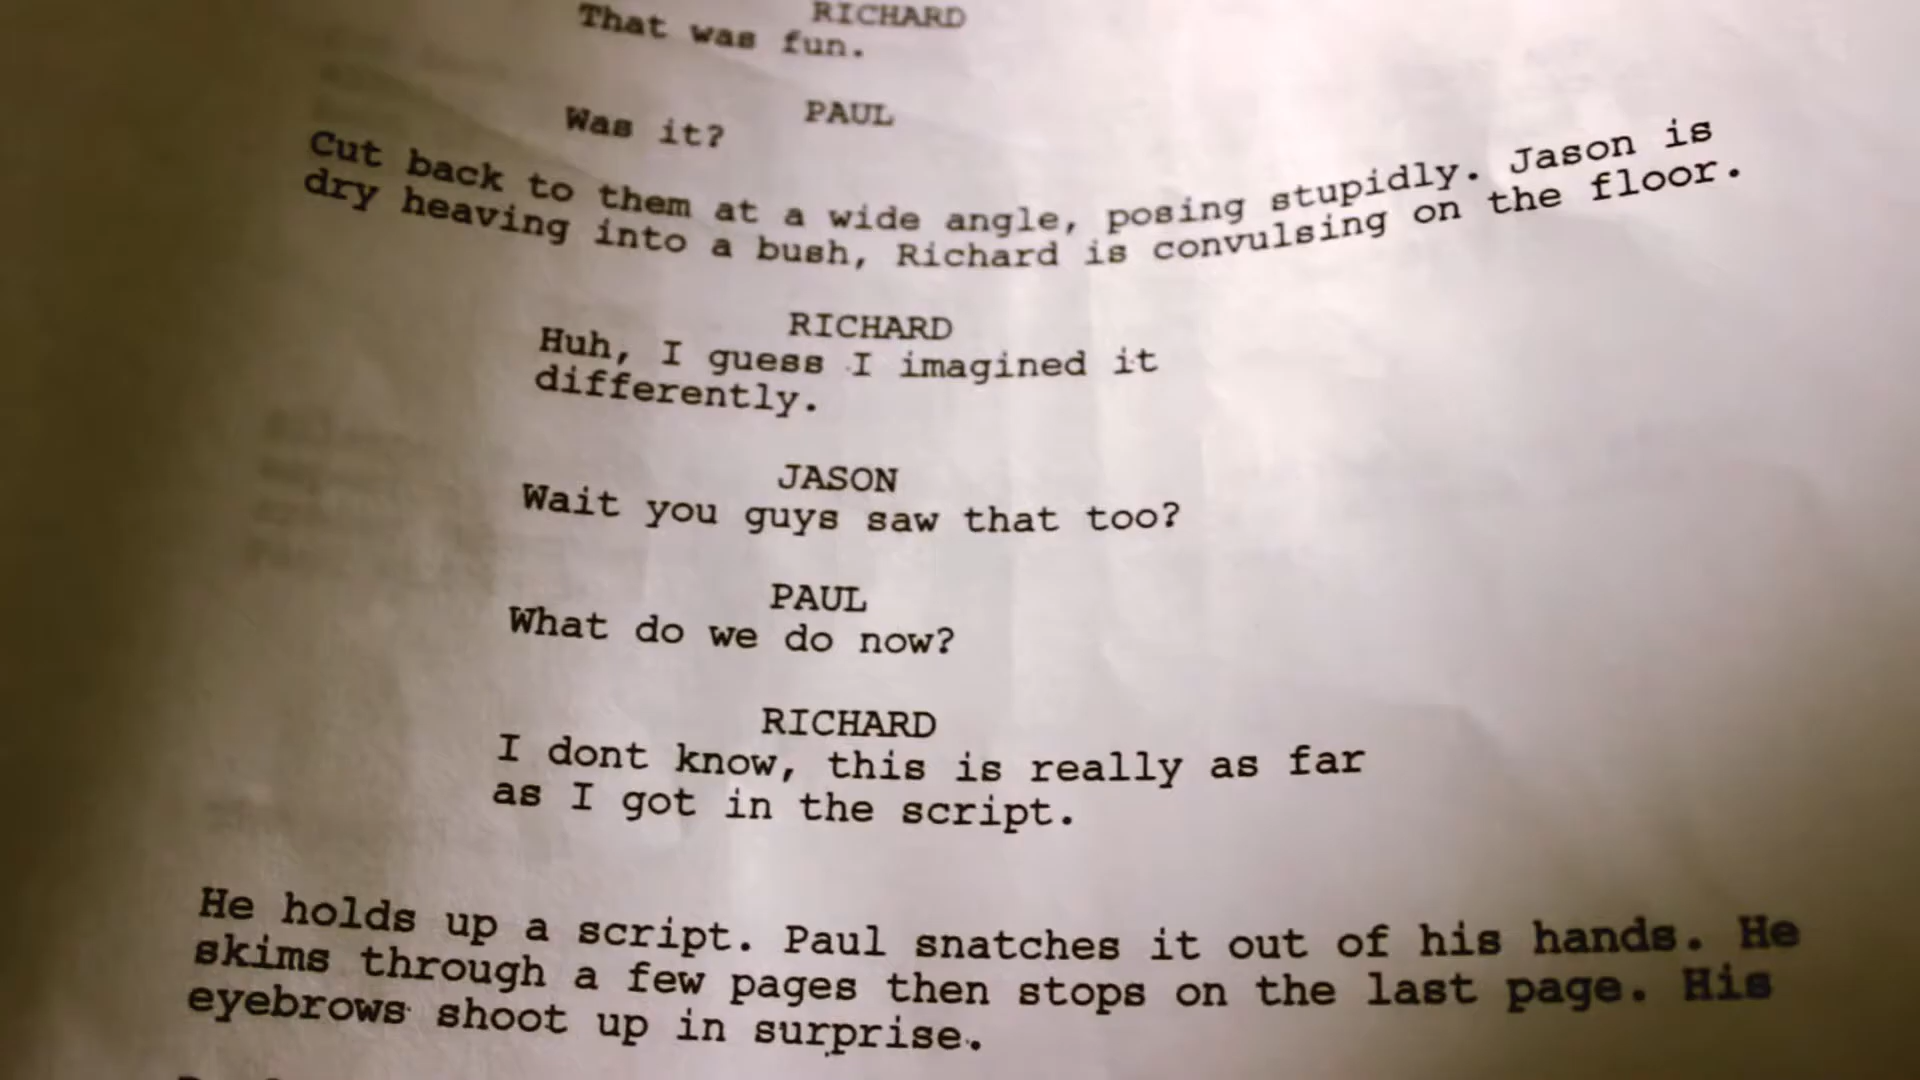 RICHARD
That was fun.
PAUL
Was it?
Cut back to them at a wide angle, posing stupidly. Jason is
dry heaving into a bush, Richard is convulsing on the floor.
RICHARD
Huh, I guess I imagined it
differently.
JASON
Wait you guys saw that too?
PAUL
What do we do now?
RICHARD
I dont know, this is really as far
as I got in the script.
He holds up a script. Paul snatches it out of his hands. He
skims through a few pages then stops on the last page. His
eyebrows shoot up in surprise.